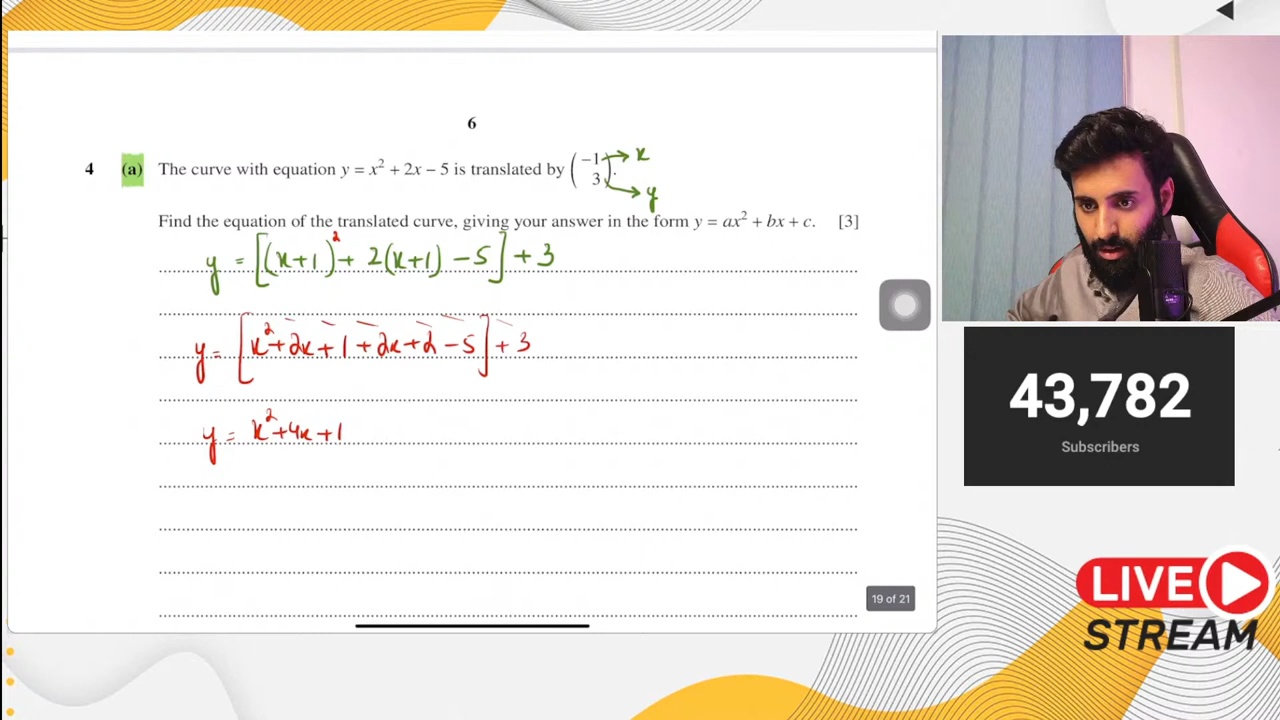 6
4 (a) The curve with equation y = x² + 2x − 5 is translated by (−1 3). → x → y
Find the equation of the translated curve, giving your answer in the form y = ax² + bx + c. [3]
y = [(x+1)² + 2(x+1) − 5] + 3
y = [x² + 2x + 1 + 2x + 2 − 5] + 3
y = x² + 4x + 1
19 of 21
43,782
Subscribers
LIVE
STREAM